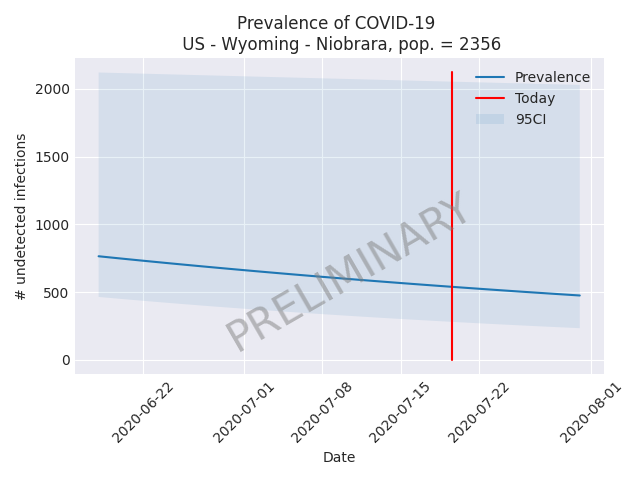 Prevalence of COVID-19
US - Wyoming - Niobrara, pop. = 2356
Prevalence
Today
95CI
2000
1500
1000
500
0
# undetected infections
PRELIMINARY
2020-06-22
2020-07-01
2020-07-08
2020-07-15
2020-07-22
2020-08-01
Date